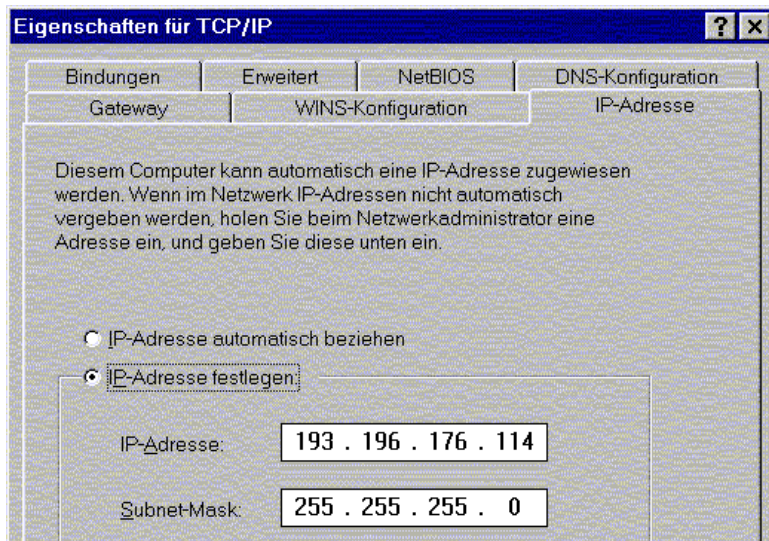 Eigenschaften für TCP/IP
? ×
Bindungen Erweitert NetBIOS DNS-Konfiguration
Gateway WINS-Konfiguration IP-Adresse
Diesem Computer kann automatisch eine IP-Adresse zugewiesen
werden. Wenn im Netzwerk IP-Adressen nicht automatisch
vergeben werden, holen Sie beim Netzwerkadministrator eine
Adresse ein, und geben Sie diese unten ein.
IP-Adresse automatisch beziehen
IP-Adresse festlegen:
IP-Adresse: 193 . 196 . 176 . 114
Subnet-Mask: 255 . 255 . 255 . 0